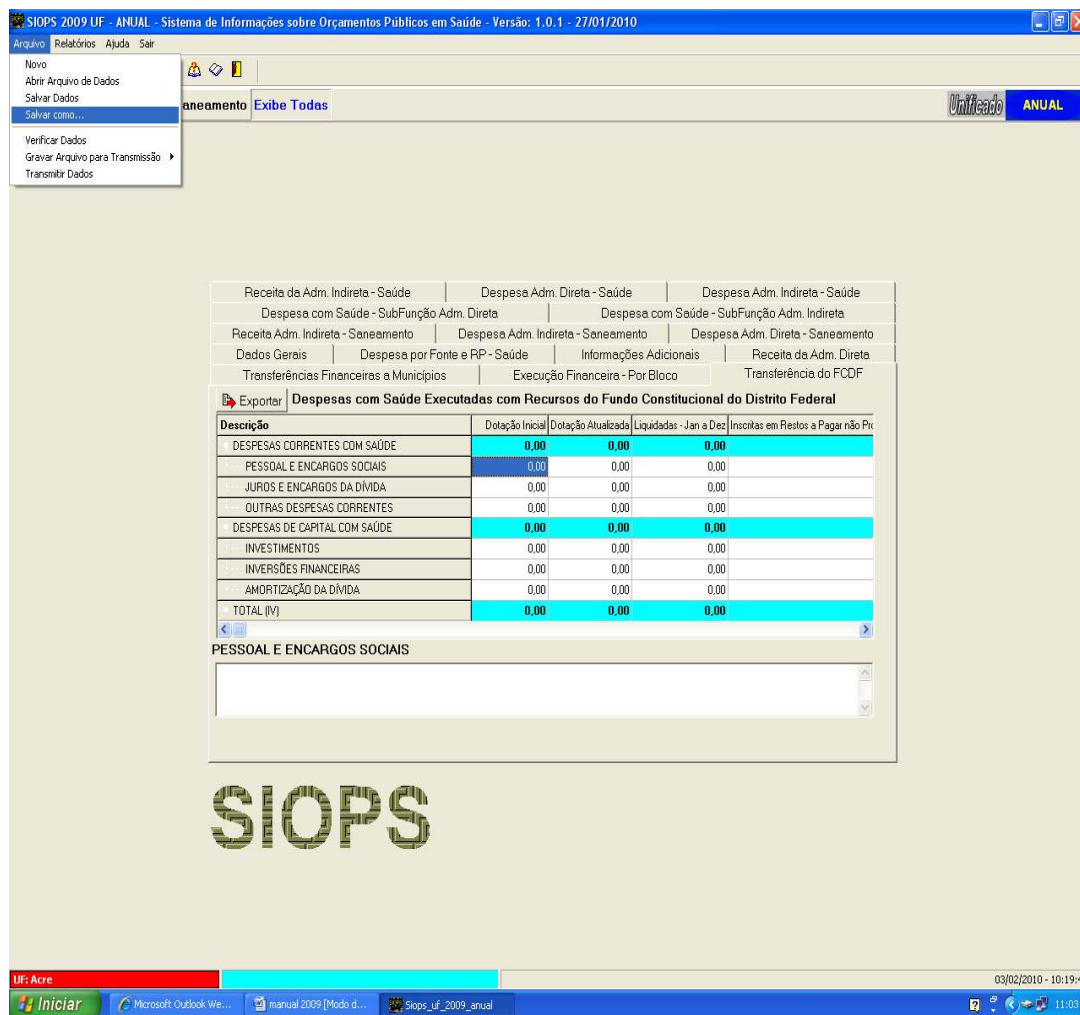 SIOPS 2009 UF - ANUAL - Sistema de Informações sobre Orçamentos Públicos em Saúde - Versão: 1.0.1 - 27/01/2010
Arquivo Relatórios Ajuda Sair
Novo
Abrir Arquivo de Dados
Salvar Dados
Salvar como...
Verificar Dados
Gravar Arquivo para Transmissão
Transmitir Dados
aneamento Exibe Todas
Unificado ANUAL
Receita da Adm. Indireta - Saúde Despesa Adm. Direta - Saúde Despesa Adm. Indireta - Saúde
Despesa com Saúde - SubFunção Adm. Direta Despesa com Saúde - SubFunção Adm. Indireta
Receita Adm. Indireta - Saneamento Despesa Adm. Indireta - Saneamento Despesa Adm. Direta - Saneamento
Dados Gerais Despesa por Fonte e RP - Saúde Informações Adicionais Receita da Adm. Direta
Transferências Financeiras a Municípios Execução Financeira - Por Bloco Transferência do FCDF
Exportar Despesas com Saúde Executadas com Recursos do Fundo Constitucional do Distrito Federal
Descrição Dotação Inicial Dotação Atualizada Liquidadas - Jan a Dez Inscritas em Restos a Pagar não Pro
DESPESAS CORRENTES COM SAÚDE 0,00 0,00 0,00
PESSOAL E ENCARGOS SOCIAIS 0,00 0,00 0,00
JUROS E ENCARGOS DA DÍVIDA 0,00 0,00 0,00
OUTRAS DESPESAS CORRENTES 0,00 0,00 0,00
DESPESAS DE CAPITAL COM SAÚDE 0,00 0,00 0,00
INVESTIMENTOS 0,00 0,00 0,00
INVERSÕES FINANCEIRAS 0,00 0,00 0,00
AMORTIZAÇÃO DA DÍVIDA 0,00 0,00 0,00
TOTAL (IV) 0,00 0,00 0,00
PESSOAL E ENCARGOS SOCIAIS
SIOPS
UF: Acre
03/02/2010 - 10:19:4
Iniciar Microsoft Outlook We... manual 2009 [Modo d... Siops_uf_2009_anual 11:03